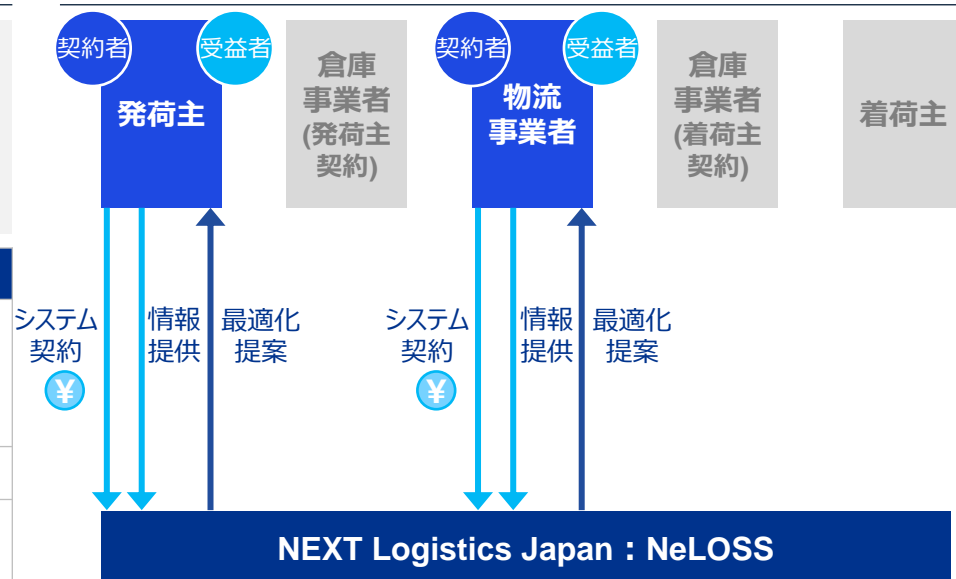 契約者
受益者
発荷主
倉庫
事業者
(発荷主
契約)
契約者
受益者
物流
事業者
倉庫
事業者
(着荷主
契約)
着荷主
システム
契約
¥
情報
提供
最適化
提案
システム
契約
¥
情報
提供
最適化
提案
NEXT Logistics Japan：NeLOSS